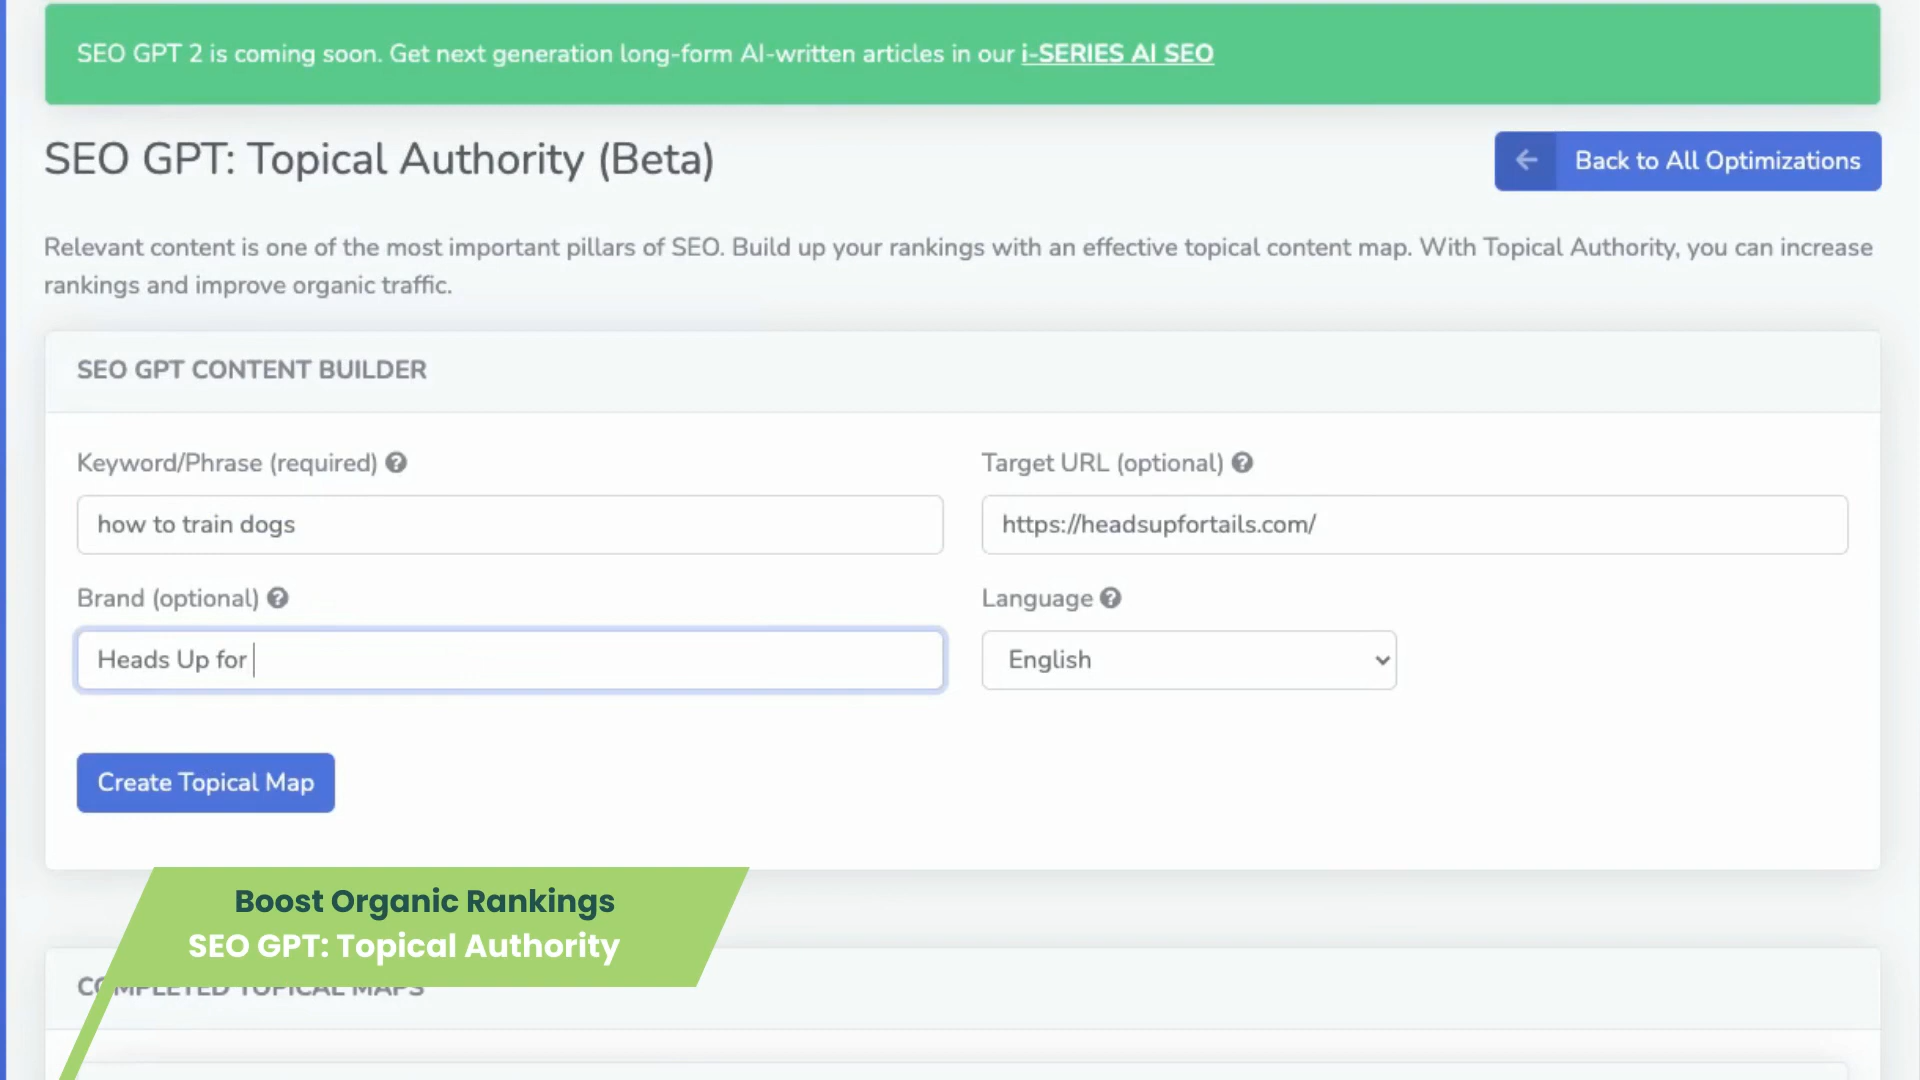 SEO GPT 2 is coming soon. Get next generation long-form AI-written articles in our i-SERIES AI SEO
SEO GPT: Topical Authority (Beta)
Back to All Optimizations
Relevant content is one of the most important pillars of SEO. Build up your rankings with an effective topical content map. With Topical Authority, you can increase
rankings and improve organic traffic.
SEO GPT CONTENT BUILDER
Keyword/Phrase (required)
Target URL (optional)
how to train dogs
https://headsupfortails.com/
Brand (optional)
Language
Heads Up for
English
Create Topical Map
Boost Organic Rankings
SEO GPT: Topical Authority
COMPLETED TOPICAL MAPS